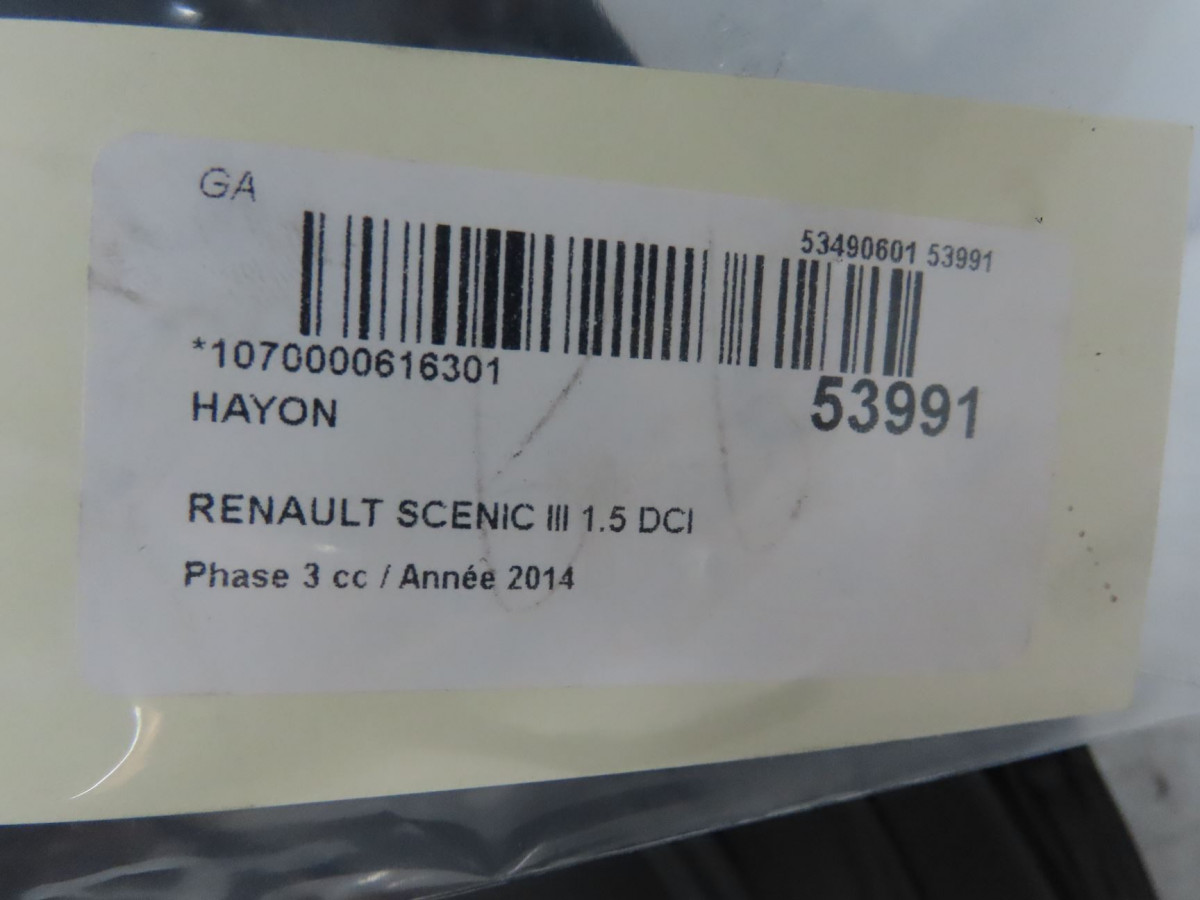 GA
53490601 53991
*1070000616301
53991
HAYON
RENAULT SCENIC III 1.5 DCI
Phase 3 cc / Année 2014